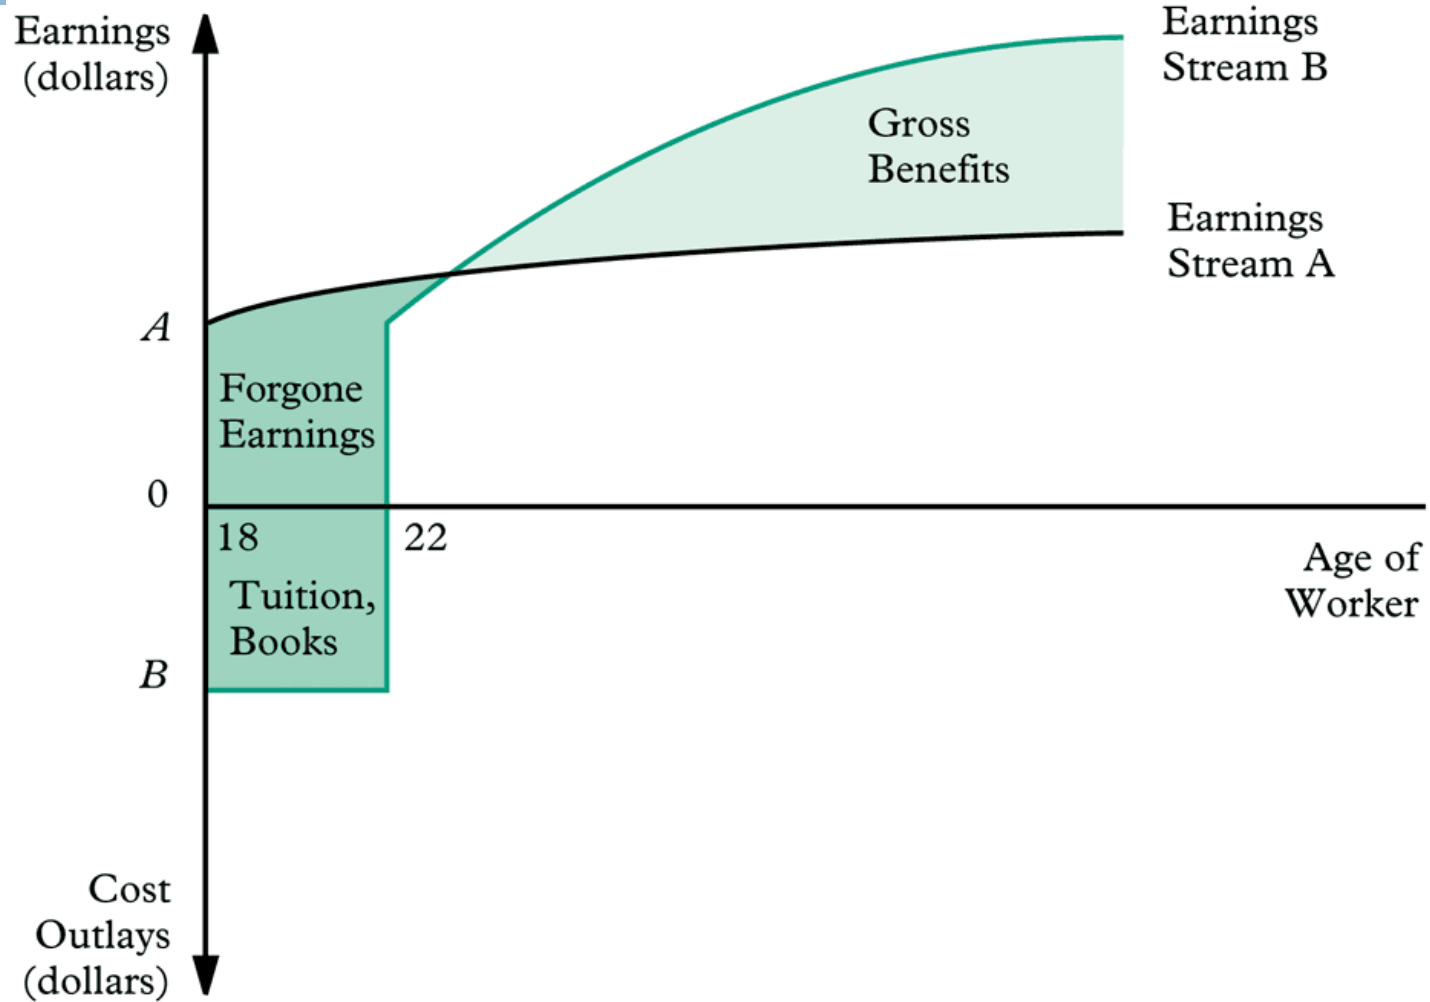 Earnings
(dollars)
Earnings
Stream B
Gross
Benefits
Earnings
Stream A
A
Forgone
Earnings
0
18
22
Age of
Worker
Tuition,
Books
B
Cost
Outlays
(dollars)